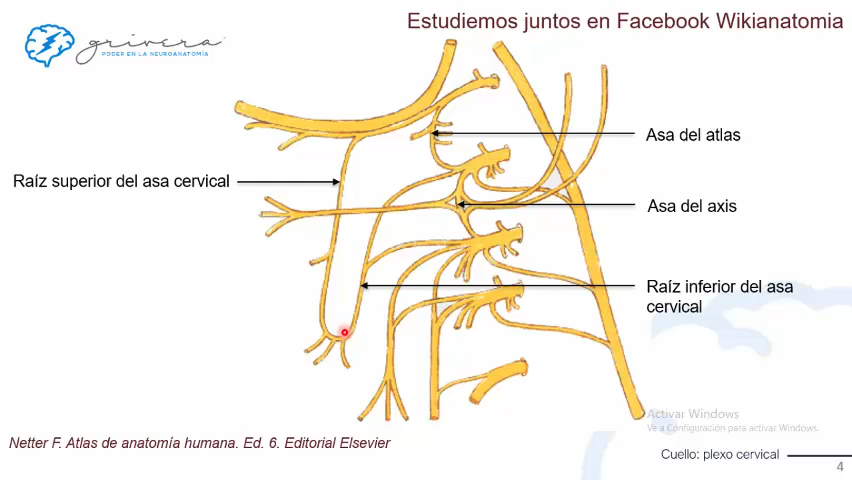 Estudiemos juntos en Facebook Wikianatomia
grivera
PODER EN LA NEUROANATOMÍA
Asa del atlas
Raíz superior del asa cervical
Asa del axis
Raíz inferior del asa
cervical
Activar Windows
Ve a Configuración para activar Windows.
Netter F. Atlas de anatomía humana. Ed. 6. Editorial Elsevier
Cuello: plexo cervical
4